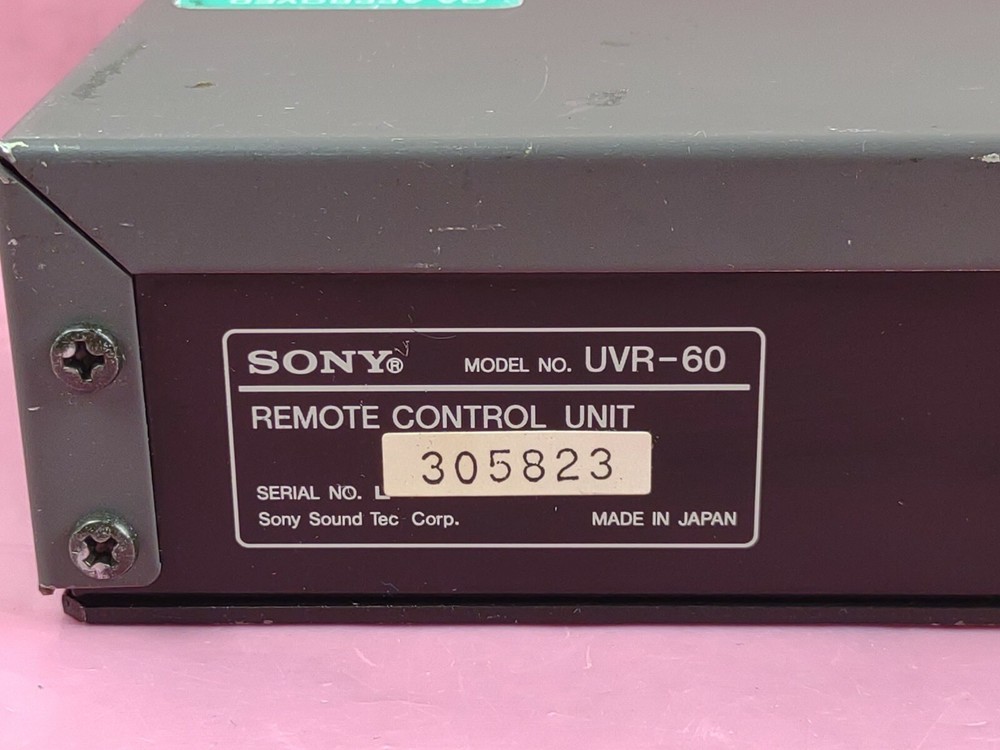 SONY® MODEL NO. UVR-60
REMOTE CONTROL UNIT
305823
SERIAL NO.
Sony Sound Tec Corp. MADE IN JAPAN